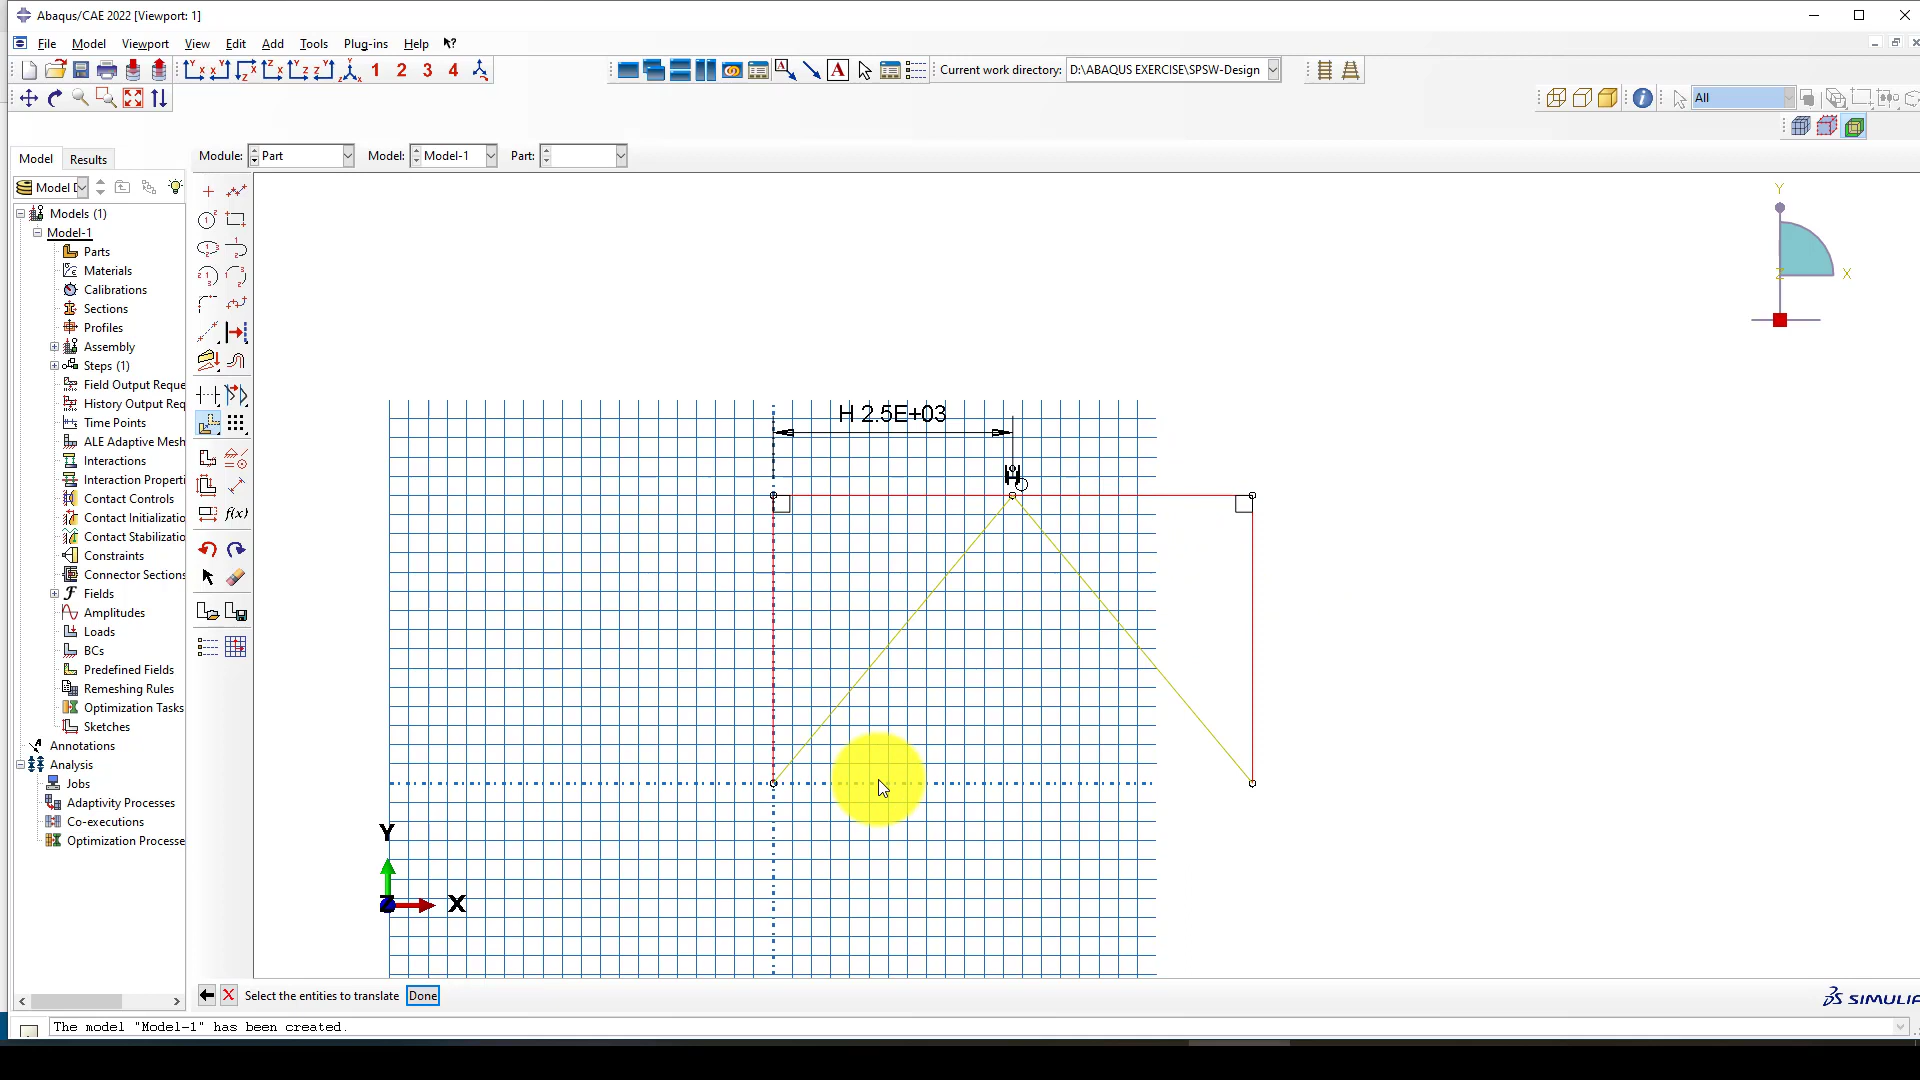 Abaqus/CAE 2022 [Viewport: 1]
File Model Viewport View Edit Add Tools Plug-ins Help
1 2 3 4
A Current work directory: D:\ABAQUS EXERCISE\SPSW-Design
All
Model Results
Module: Part Model: Model-1 Part:
Model D
Models (1)
Model-1
Parts
Materials
Calibrations
Sections
Profiles
Assembly
Steps (1)
Field Output Reque
History Output Req
Time Points
ALE Adaptive Mesh
Interactions
Interaction Properti
Contact Controls
Contact Initializatio
Contact Stabilizatio
Constraints
Connector Sections
Fields
Amplitudes
Loads
BCs
Predefined Fields
Remeshing Rules
Optimization Tasks
Sketches
Annotations
Analysis
Jobs
Adaptivity Processes
Co-executions
Optimization Processe
f(x)
Y
Z X
H 2.5E+03
H
Y
Z X
Select the entities to translate Done
SIMULIA
The model "Model-1" has been created.